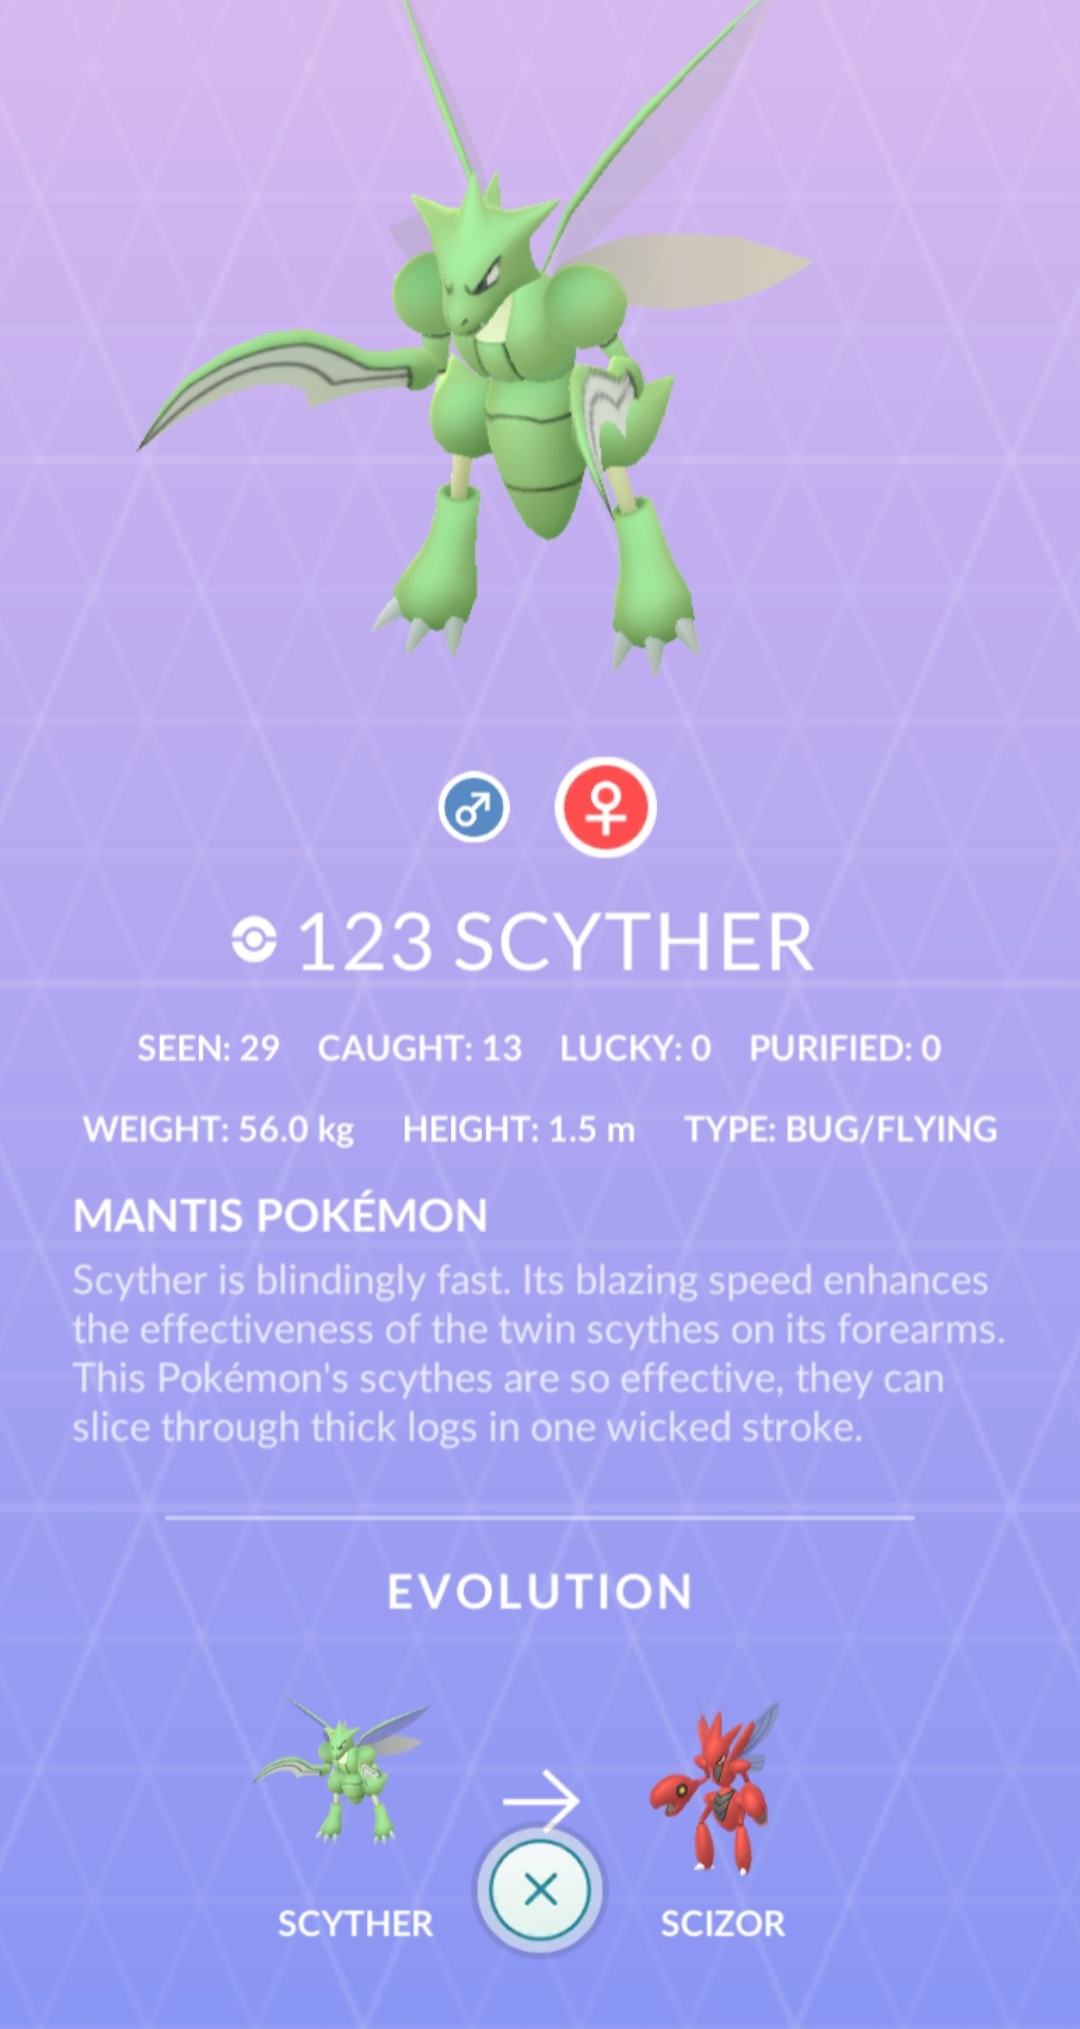 123 SCYTHER
SEEN: 29 CAUGHT: 13 LUCKY: 0 PURIFIED: 0
WEIGHT: 56.0 kg HEIGHT: 1.5 m TYPE: BUG/FLYING
MANTIS POKÉMON
Scyther is blindingly fast. Its blazing speed enhances
the effectiveness of the twin scythes on its forearms.
This Pokémon's scythes are so effective, they can
slice through thick logs in one wicked stroke.
EVOLUTION
SCYTHER SCIZOR